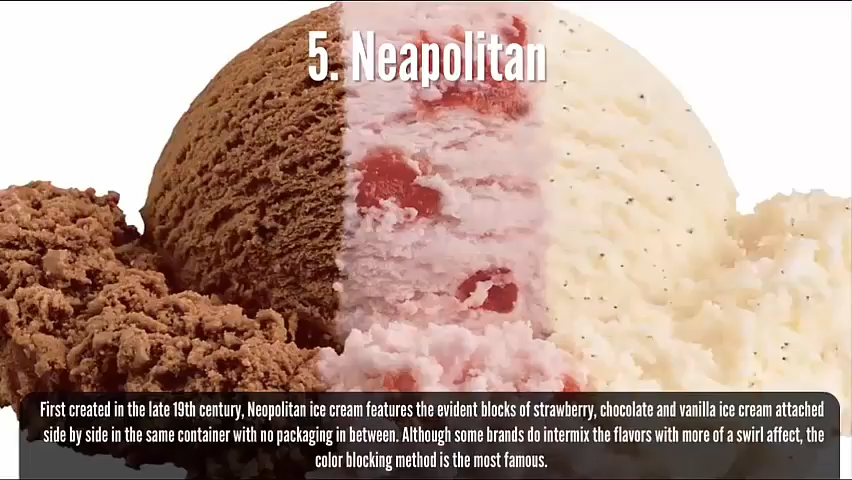 5. Neapolitan
First created in the late 19th century, Neopolitan ice cream features the evident blocks of strawberry, chocolate and vanilla ice cream attached
side by side in the same container with no packaging in between. Although some brands do intermix the flavors with more of a swirl affect, the
color blocking method is the most famous.